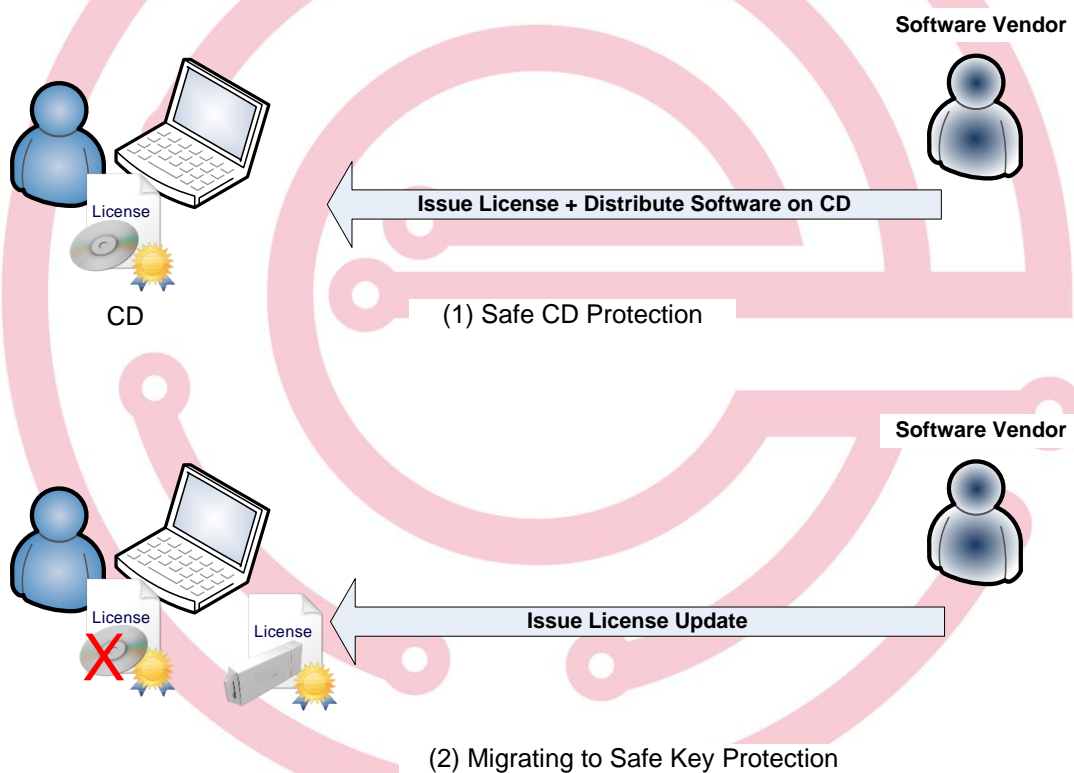 Software Vendor
License
Issue License + Distribute Software on CD
CD
(1) Safe CD Protection
Software Vendor
License
X
License
Issue License Update
(2) Migrating to Safe Key Protection